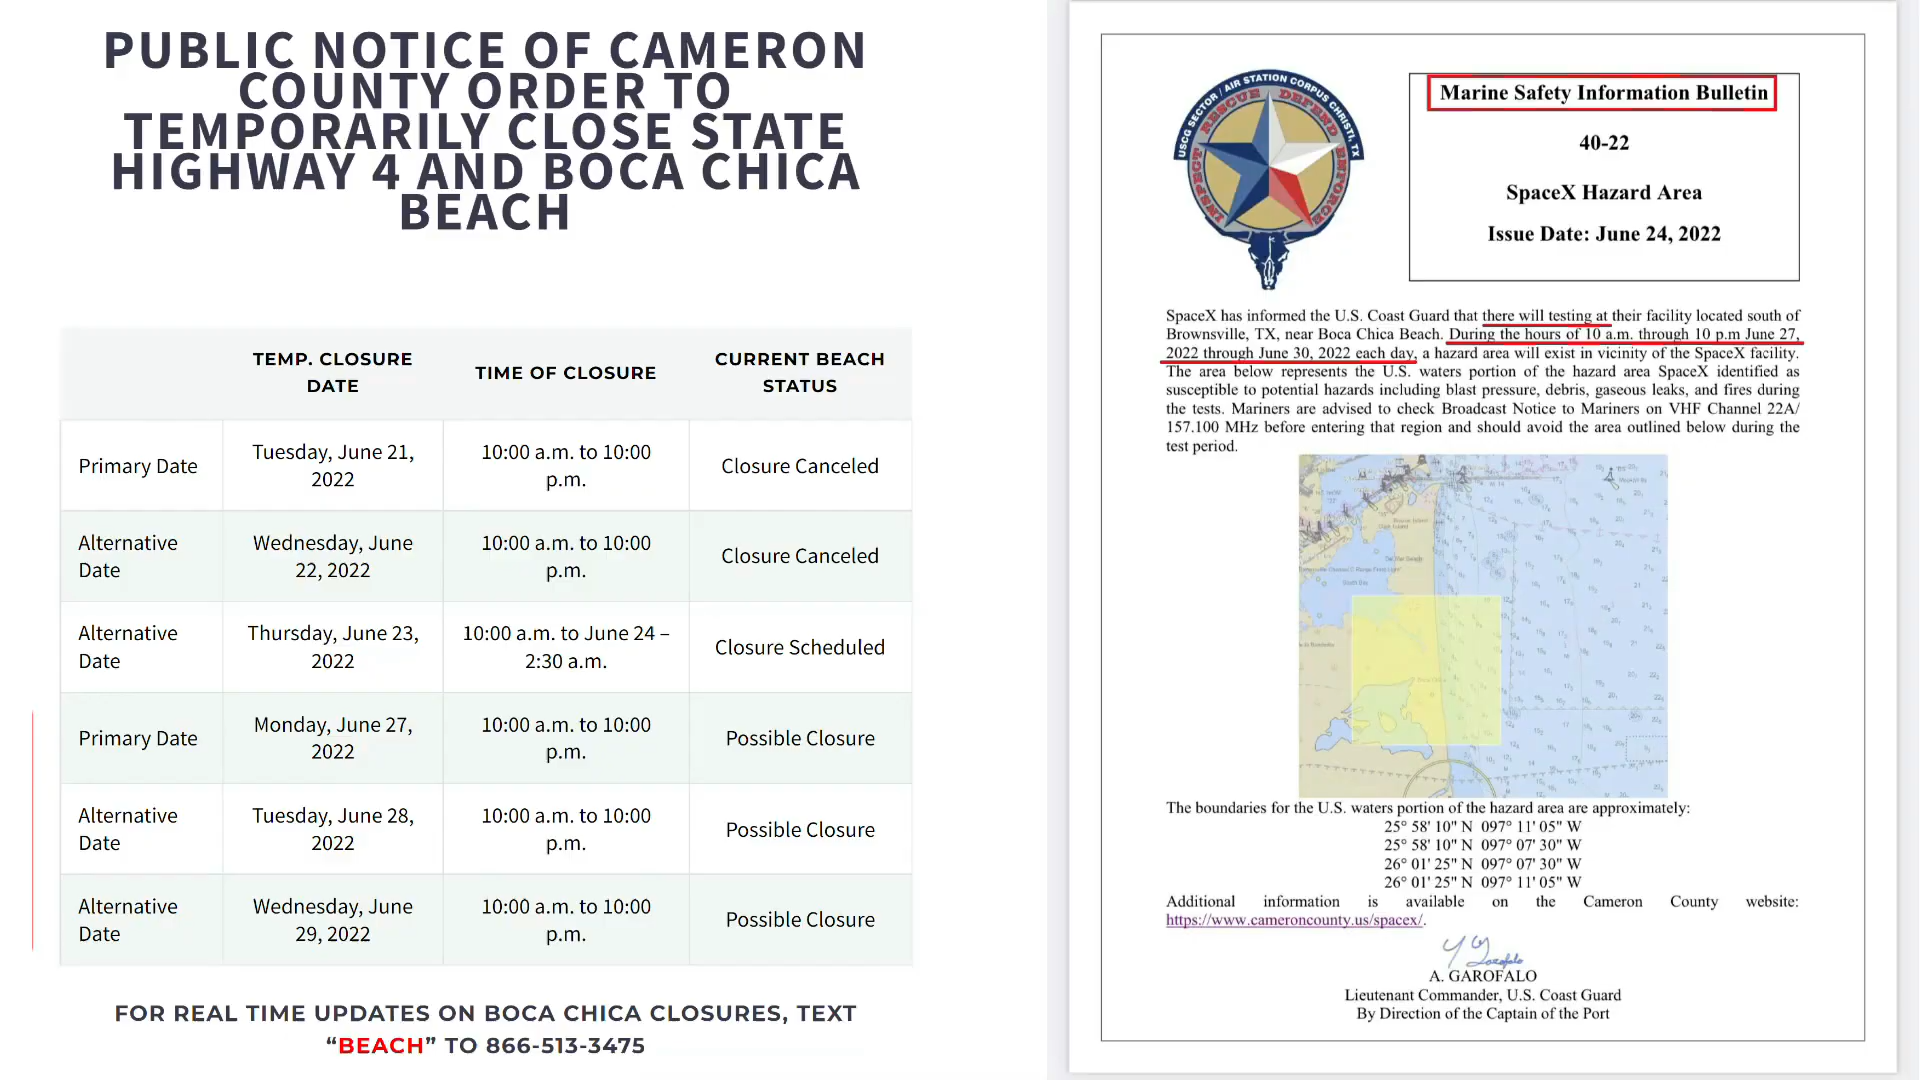 PUBLIC NOTICE OF CAMERON
COUNTY ORDER TO
TEMPORARILY CLOSE STATE
HIGHWAY 4 AND BOCA CHICA
BEACH
TEMP. CLOSURE
DATE
TIME OF CLOSURE
CURRENT BEACH
STATUS
Primary Date
Tuesday, June 21,
2022
10:00 a.m. to 10:00
p.m.
Closure Canceled
Alternative
Date
Wednesday, June
22, 2022
10:00 a.m. to 10:00
p.m.
Closure Canceled
Alternative
Date
Thursday, June 23,
2022
10:00 a.m. to June 24 –
2:30 a.m.
Closure Scheduled
Primary Date
Monday, June 27,
2022
10:00 a.m. to 10:00
p.m.
Possible Closure
Alternative
Date
Tuesday, June 28,
2022
10:00 a.m. to 10:00
p.m.
Possible Closure
Alternative
Date
Wednesday, June
29, 2022
10:00 a.m. to 10:00
p.m.
Possible Closure
FOR REAL TIME UPDATES ON BOCA CHICA CLOSURES, TEXT
“BEACH” TO 866-513-3475
USCG SECTOR / AIR STATION CORPUS CHRISTI, TX
INSPECT RESCUE DEFEND ENFORCE
Marine Safety Information Bulletin
40-22
SpaceX Hazard Area
Issue Date: June 24, 2022
SpaceX has informed the U.S. Coast Guard that there will testing at their facility located south of
Brownsville, TX, near Boca Chica Beach. During the hours of 10 a.m. through 10 p.m June 27,
2022 through June 30, 2022 each day, a hazard area will exist in vicinity of the SpaceX facility.
The area below represents the U.S. waters portion of the hazard area SpaceX identified as
susceptible to potential hazards including blast pressure, debris, gaseous leaks, and fires during
the tests. Mariners are advised to check Broadcast Notice to Mariners on VHF Channel 22A/
157.100 MHz before entering that region and should avoid the area outlined below during the
test period.
The boundaries for the U.S. waters portion of the hazard area are approximately:
25° 58' 10" N 097° 11' 05" W
25° 58' 10" N 097° 07' 30" W
26° 01' 25" N 097° 07' 30" W
26° 01' 25" N 097° 11' 05" W
Additional information is available on the Cameron County website:
https://www.cameroncounty.us/spacex/.
A. GAROFALO
Lieutenant Commander, U.S. Coast Guard
By Direction of the Captain of the Port